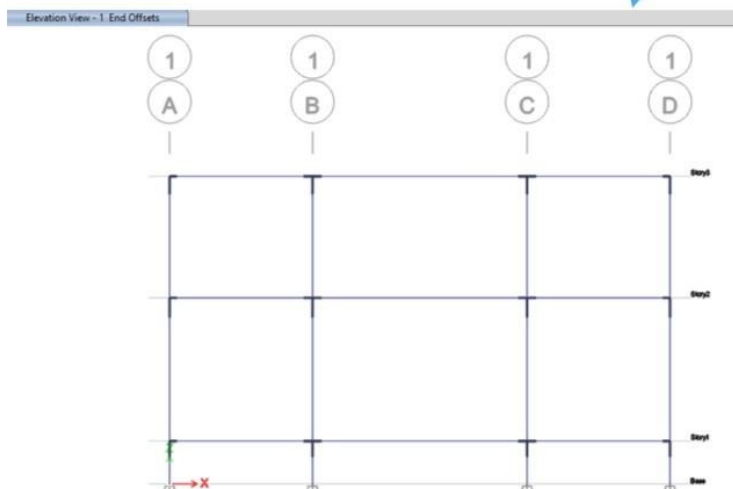 Elevation View - 1 End Offsets
1 1 1 1
A B C D
Story3
Story2
Story1
Base
X